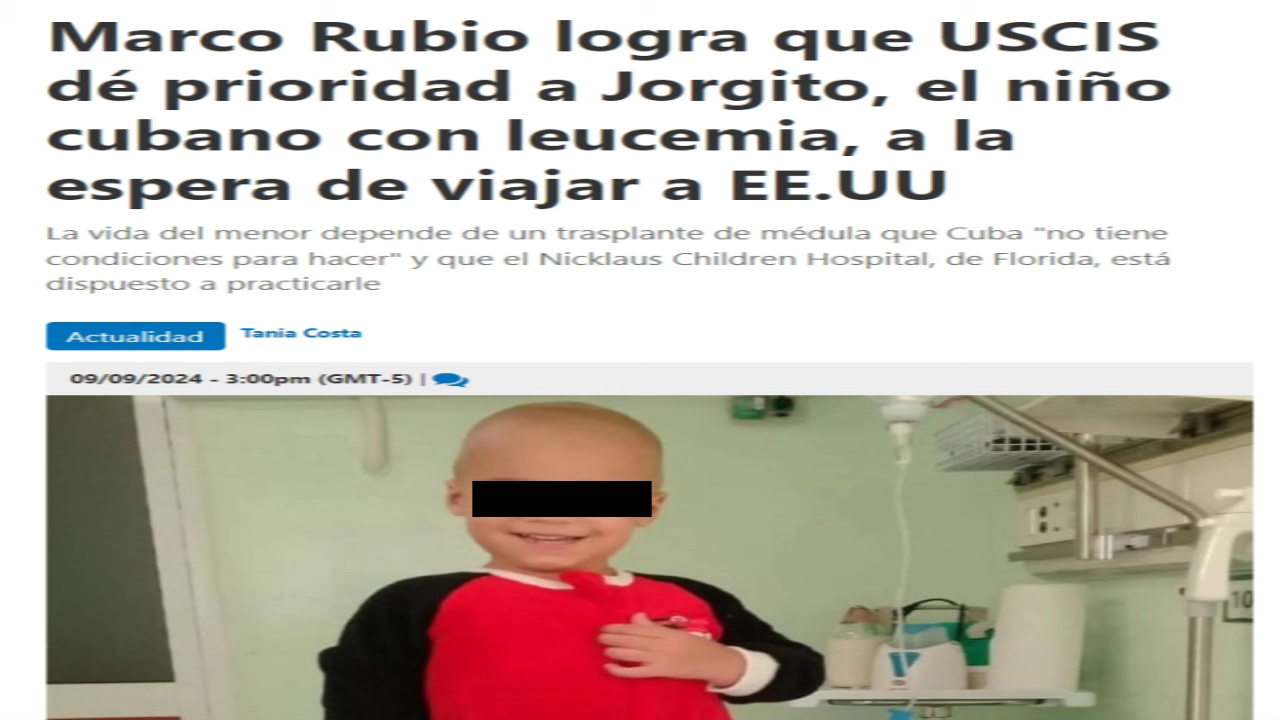 Marco Rubio logra que USCIS
dé prioridad a Jorgito, el niño
cubano con leucemia, a la
espera de viajar a EE.UU
La vida del menor depende de un trasplante de médula que Cuba "no tiene
condiciones para hacer" y que el Nicklaus Children Hospital, de Florida, está
dispuesto a practicarle
Actualidad Tania Costa
09/09/2024 - 3:00pm (GMT-5) |
10